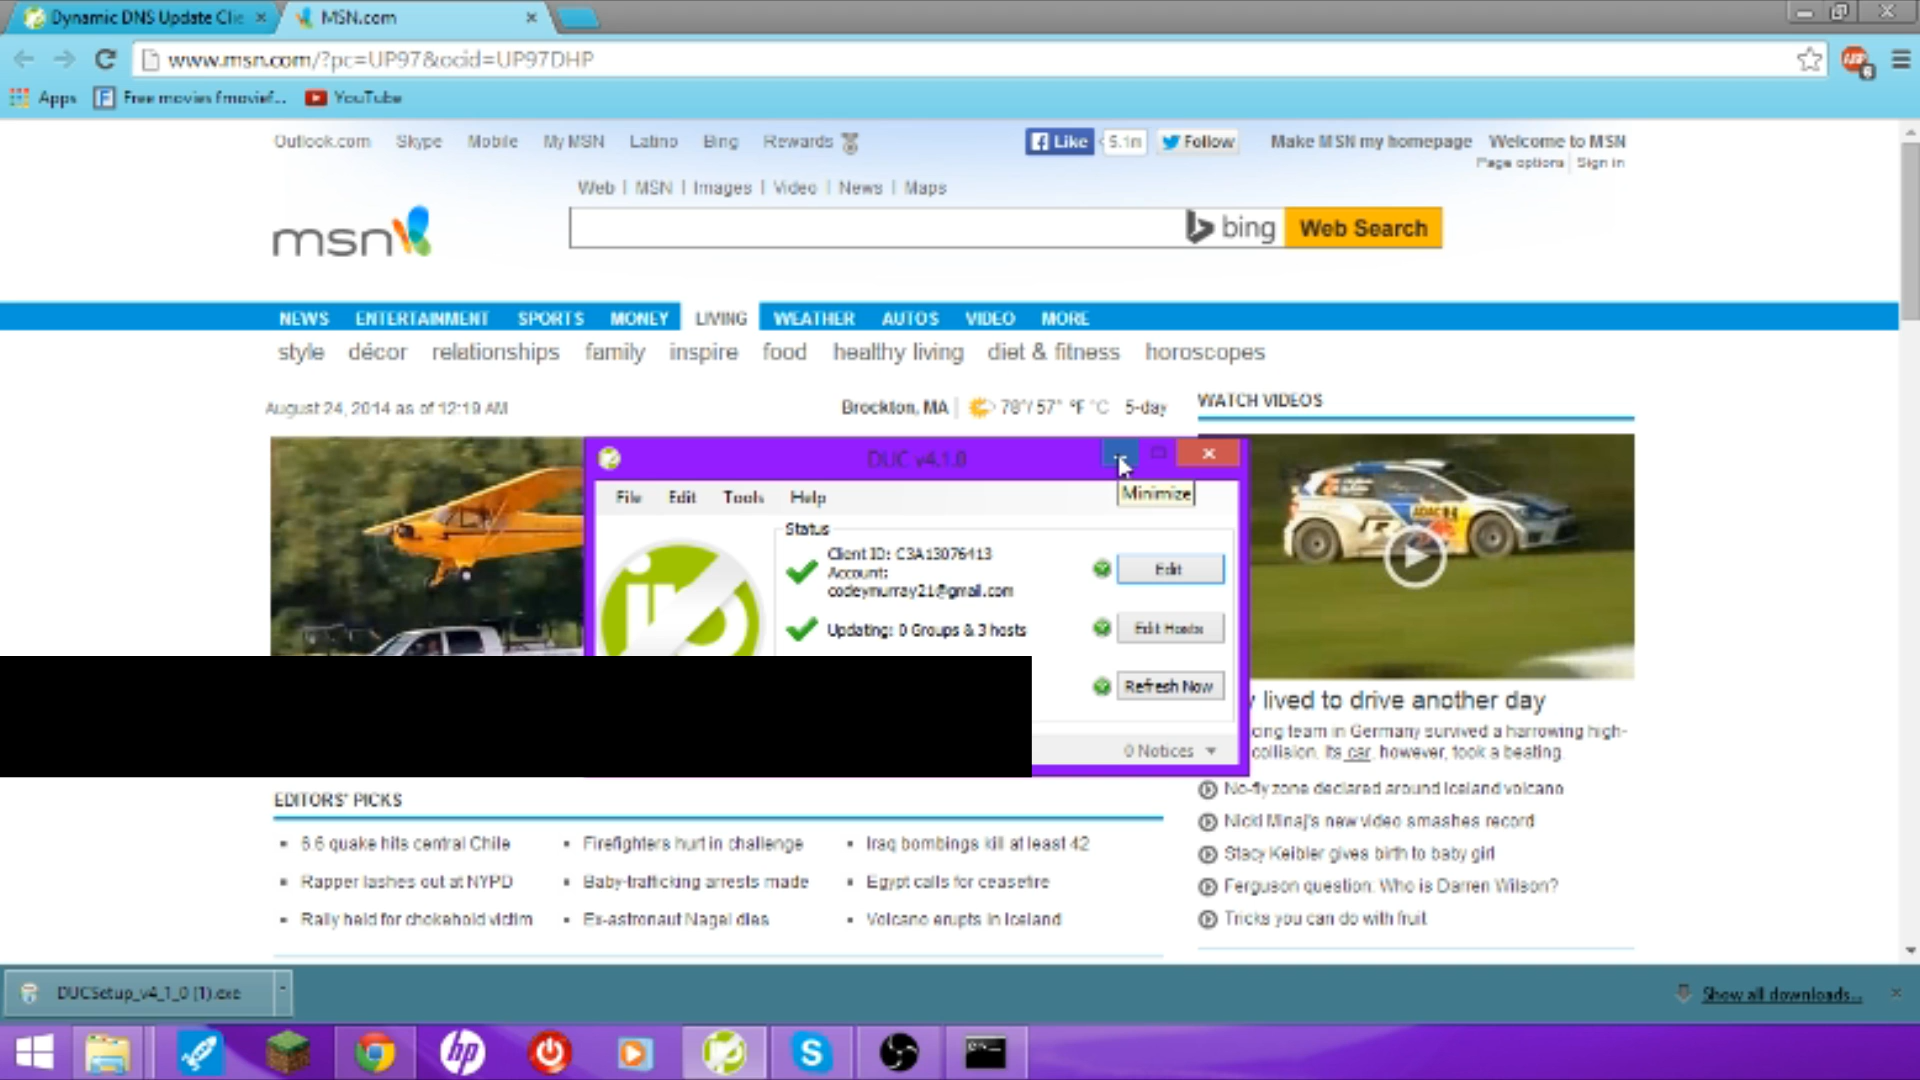 Dynamic DNS Update Clie
MSN.com
www.msn.com/?pc=UP97&ocid=UP97DHP
Apps
Free movies fmovief...
YouTube
Outlook.com Skype Mobile My MSN Latino Bing Rewards
Like 5.1m Follow
Make MSN my homepage Welcome to MSN
Page options Sign in
Web | MSN | Images | Video | News | Maps
msn
bing
Web Search
NEWS ENTERTAINMENT SPORTS MONEY LIVING WEATHER AUTOS VIDEO MORE
style décor relationships family inspire food healthy living diet & fitness horoscopes
August 24, 2014 as of 12:19 AM
Brockton, MA | 78°/ 57° °F °C 5-day
WATCH VIDEOS
DUC v4.1.0
File Edit Tools Help
Minimize
Status
Client ID: C3A13076413
Account:
codeymurray21@gmail.com
Edit
Updating: 0 Groups & 3 hosts
Edit Hosts
Refresh Now
0 Notices
lived to drive another day
team in Germany survived a harrowing high-
collision. Its car, however, took a beating.
No-fly zone declared around Iceland volcano
Nicki Minaj's new video smashes record
Stacy Keibler gives birth to baby girl
Ferguson question: Who is Darren Wilson?
Tricks you can do with fruit
EDITORS' PICKS
6.6 quake hits central Chile
Rapper lashes out at NYPD
Rally held for chokehold victim
Firefighters hurt in challenge
Baby-trafficking arrests made
Ex-astronaut Nagel dies
Iraq bombings kill at least 42
Egypt calls for ceasefire
Volcano erupts in Iceland
DUCSetup_v4_1_0 (1).exe
Show all downloads...
hp